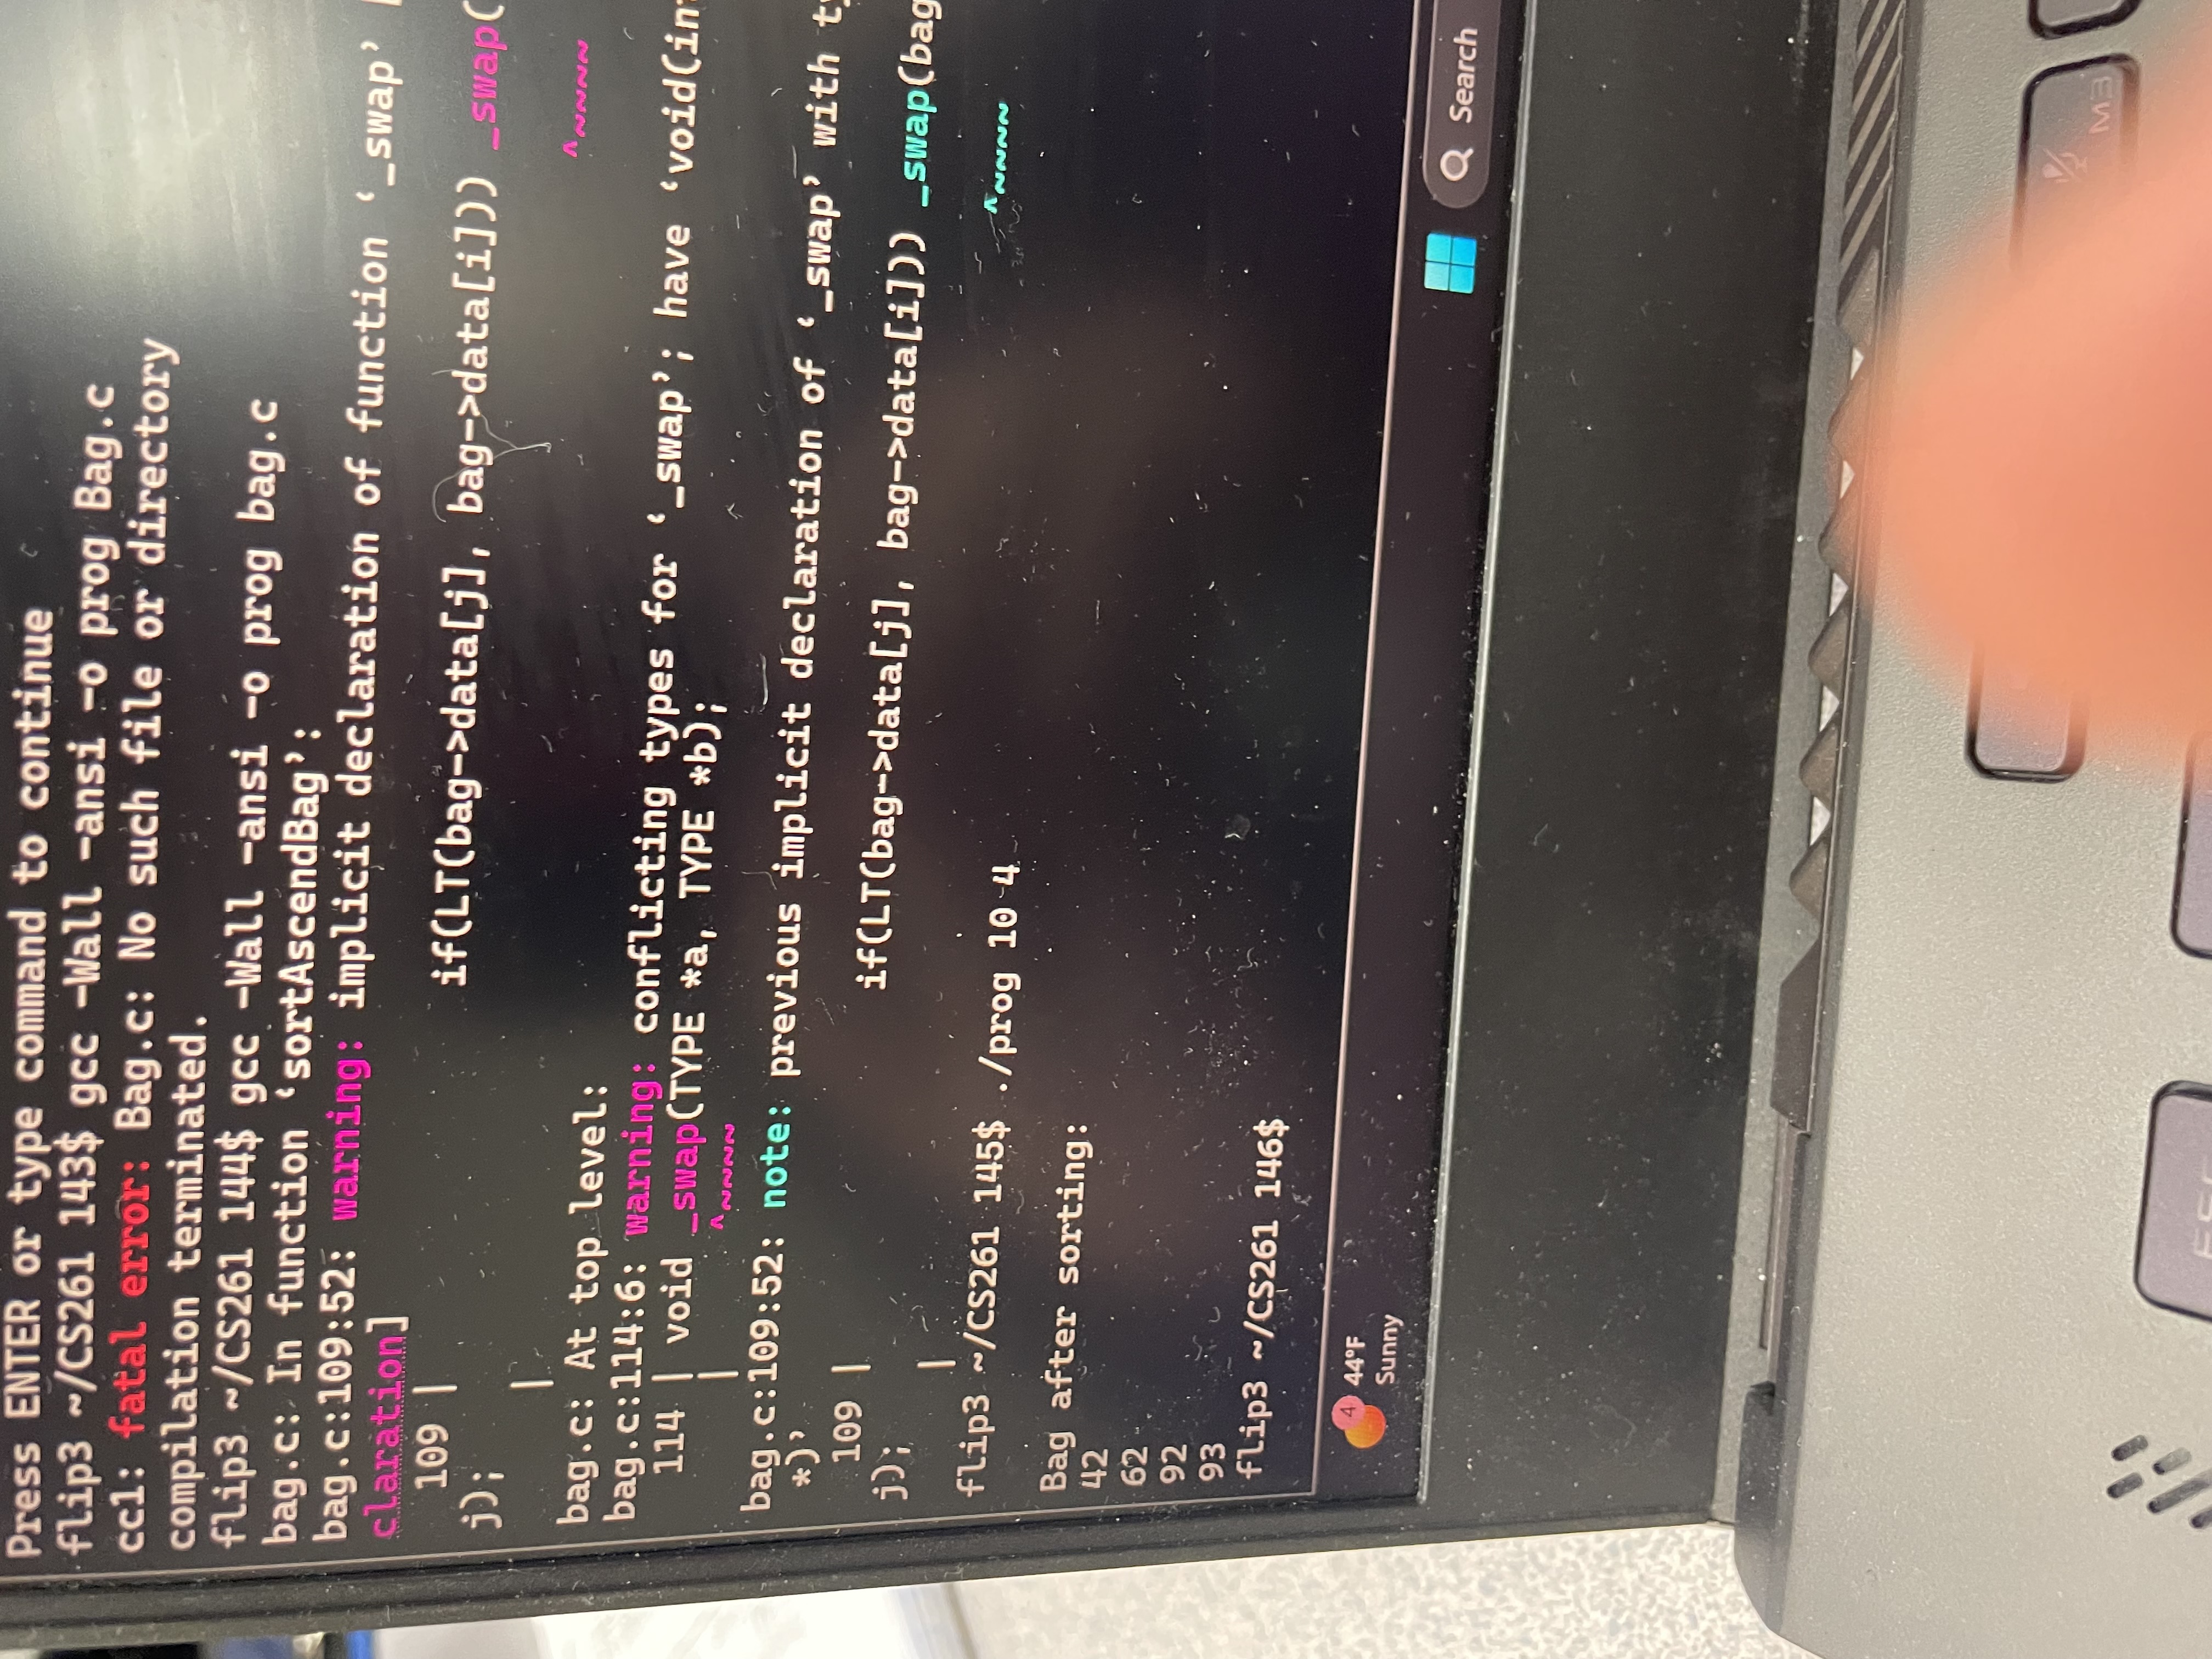 Press ENTER or type command to continue
flip3 ~/CS261 143$ gcc -Wall -ansi -o prog Bag.c
cc1: fatal error: Bag.c: No such file or directory
compilation terminated.
flip3 ~/CS261 144$ gcc -Wall -ansi -o prog bag.c
bag.c: In function ‘sortAscendBag’:
bag.c:109:52: warning: implicit declaration of function ‘_swap’ [
claration]
109 | if(LT(bag->data[j], bag->data[i])) _swap(
j);
|
^~~~~
bag.c: At top level:
bag.c:114:6: warning: conflicting types for ‘_swap’; have ‘void(in
114 | void _swap(TYPE *a, TYPE *b);
| ^~~~~
bag.c:109:52: note: previous implicit declaration of ‘_swap’ with
*)’
109 | if(LT(bag->data[j], bag->data[i])) _swap(bag
j);
|
^~~~~
flip3 ~/CS261 145$ ./prog 10 4
Bag after sorting:
42
62
92
93
flip3 ~/CS261 146$
4
44°F
Sunny
Search
M3
ESC